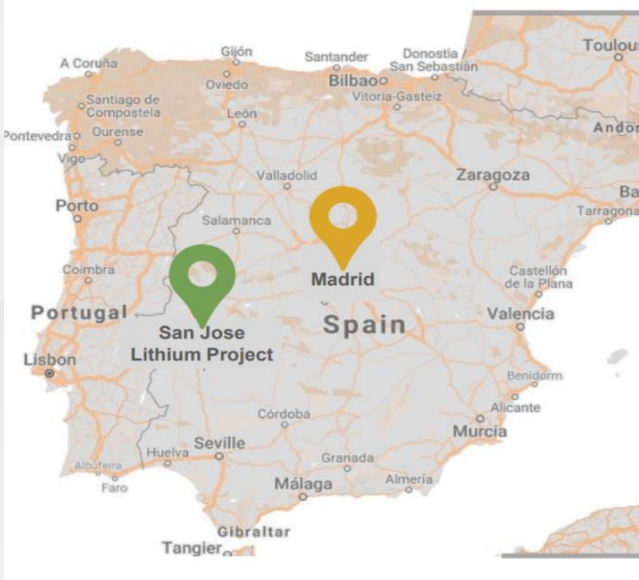 Gijón
Santander
Donostia /
San Sebastián
Toulou
A Coruña
Oviedo
Bilbao
Vitoria-Gasteiz
Santiago de
Compostela
León
Pontevedra
Ourense
Andor
Vigo
Valladolid
Zaragoza
Ba
Porto
Salamanca
Tarragona
Coimbra
Madrid
Castellón
de la Plana
Portugal
San Jose
Lithium Project
Spain
Valencia
Lisbon
Benidorm
Alicante
Córdoba
Murcia
Huelva
Seville
Albufeira
Granada
Faro
Málaga
Almería
Gibraltar
Tangier